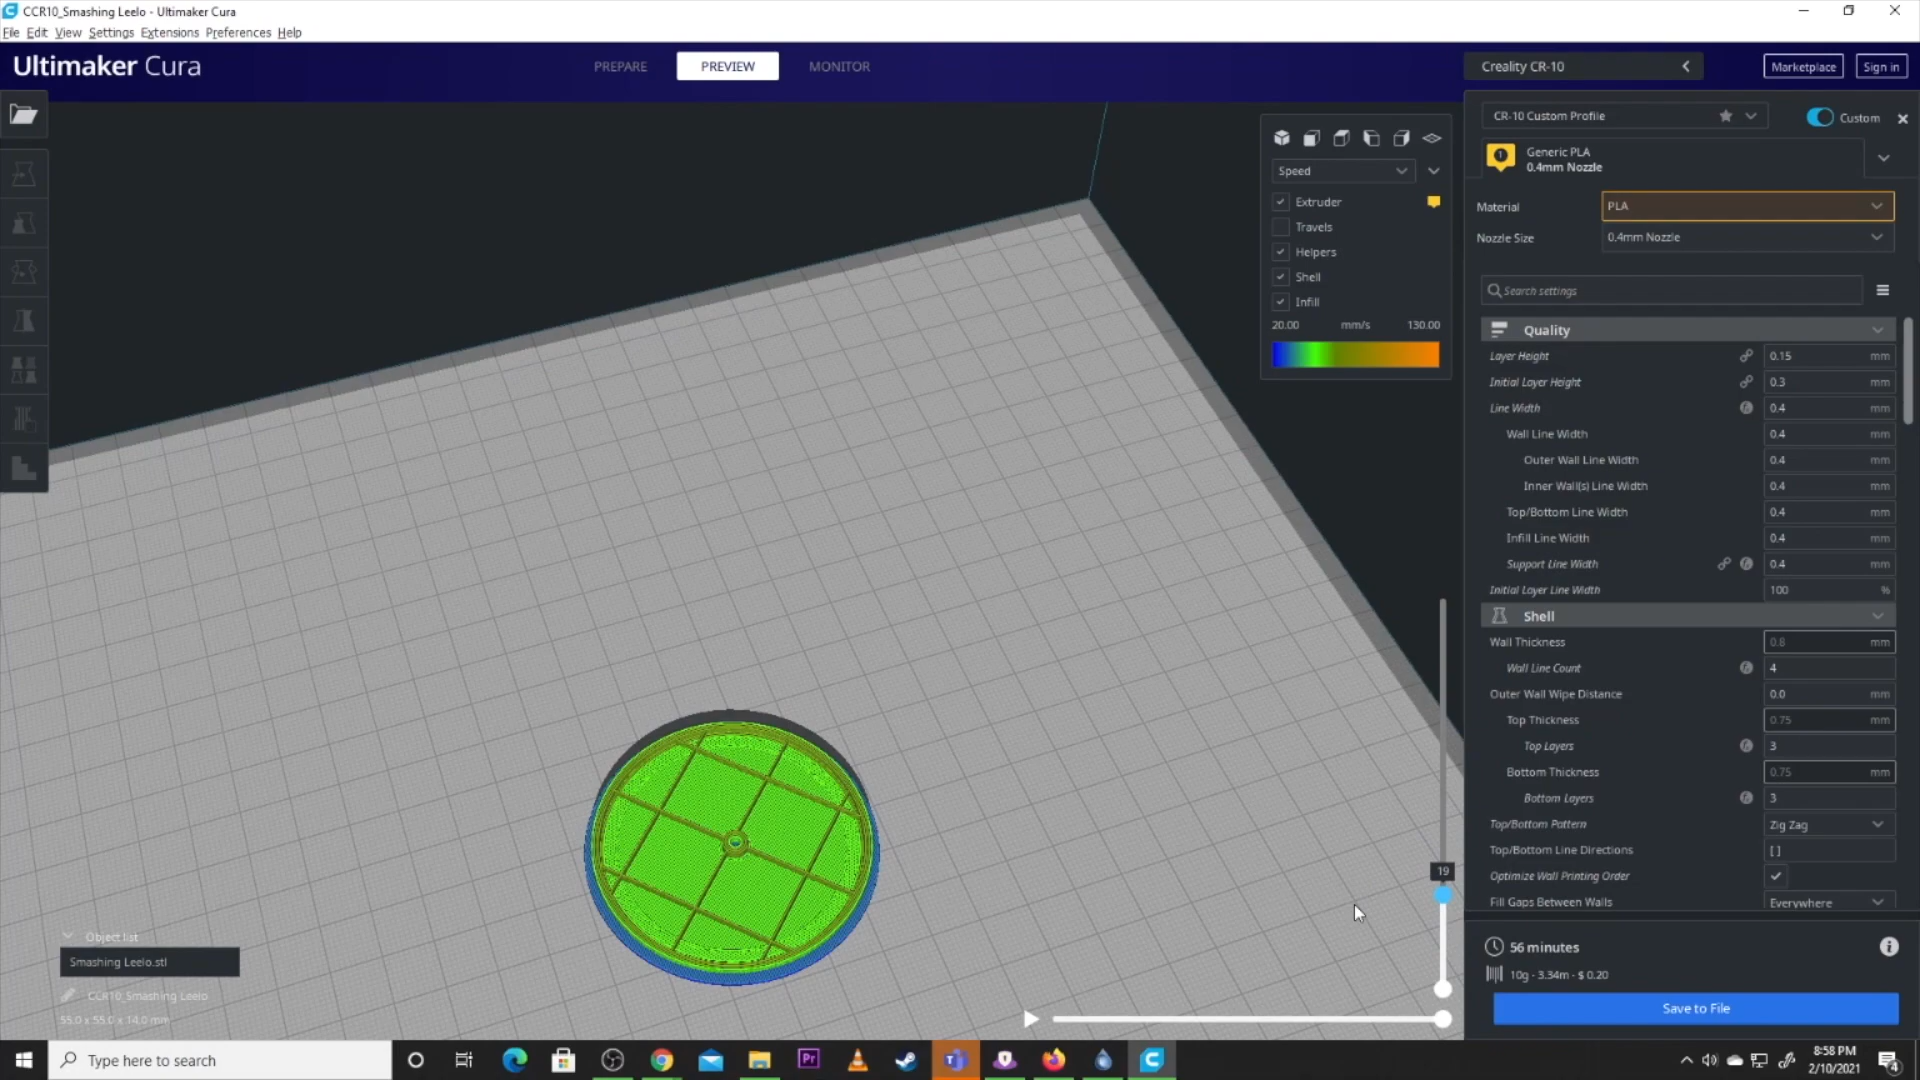 CCR10_Smashing Leelo - Ultimaker Cura
File Edit View Settings Extensions Preferences Help
Ultimaker Cura
PREPARE
PREVIEW
MONITOR
Creality CR-10
Marketplace
Sign in
Speed
Extruder
Travels
Helpers
Shell
Infill
20.00 mm/s 130.00
CR-10 Custom Profile
Custom
1
Generic PLA
0.4mm Nozzle
Material PLA
Nozzle Size 0.4mm Nozzle
Search settings
Quality
Layer Height 0.15 mm
Initial Layer Height 0.3 mm
Line Width 0.4 mm
Wall Line Width 0.4 mm
Outer Wall Line Width 0.4 mm
Inner Wall(s) Line Width 0.4 mm
Top/Bottom Line Width 0.4 mm
Infill Line Width 0.4 mm
Support Line Width 0.4 mm
Initial Layer Line Width 100 %
Shell
Wall Thickness 0.8 mm
Wall Line Count 4
Outer Wall Wipe Distance 0.0 mm
Top Thickness 0.75 mm
Top Layers 3
Bottom Thickness 0.75 mm
Bottom Layers 3
Top/Bottom Pattern Zig Zag
Top/Bottom Line Directions [ ]
Optimize Wall Printing Order
Fill Gaps Between Walls Everywhere
19
Object list
Smashing Leelo.stl
CCR10_Smashing Leelo
55.0 x 55.0 x 14.0 mm
56 minutes
10g - 3.34m - $ 0.20
Save to File
Type here to search
Pr
8:58 PM
2/10/2021
4